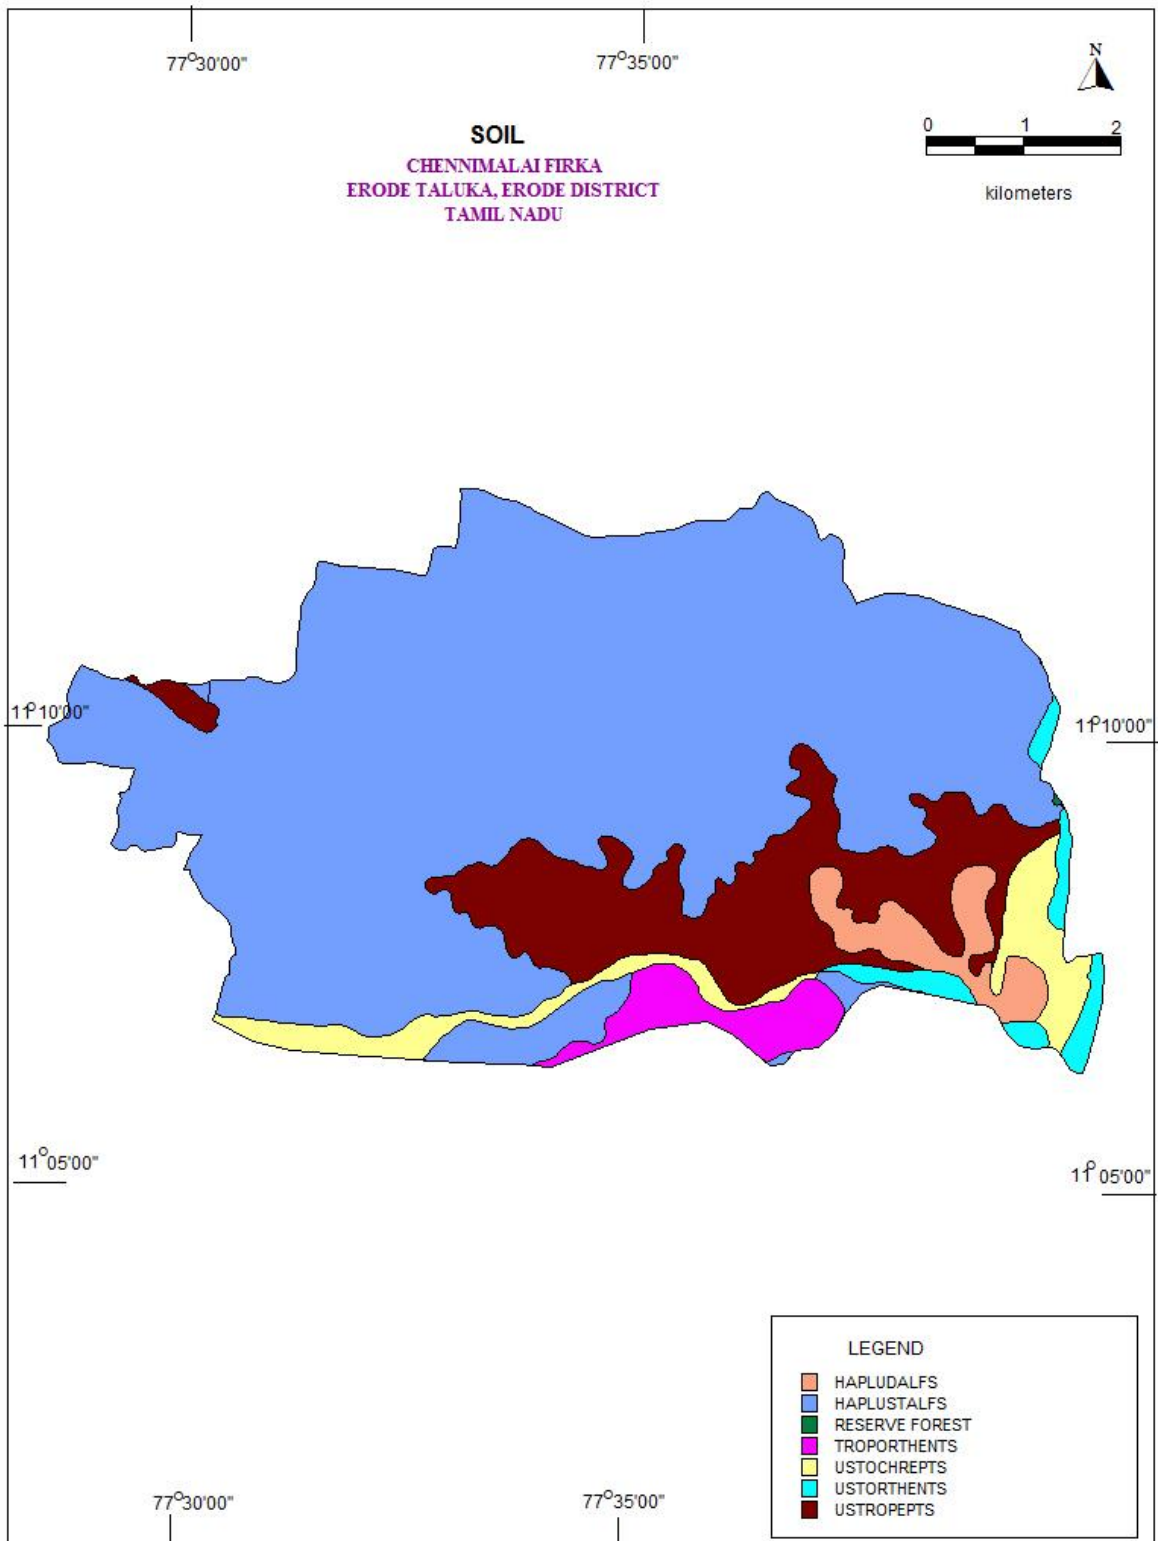 77°30'00" 77°35'00"
N
SOIL
CHENNIMALAI FIRKA
ERODE TALUKA, ERODE DISTRICT
TAMIL NADU
0 1 2
kilometers
11°10'00" 11°10'00"
11°05'00" 11°05'00"
LEGEND
HAPLUDALFS
HAPLUSTALFS
RESERVE FOREST
TROPORTHENTS
USTOCHREPTS
USTORTHENTS
USTROPEPTS
77°30'00" 77°35'00"